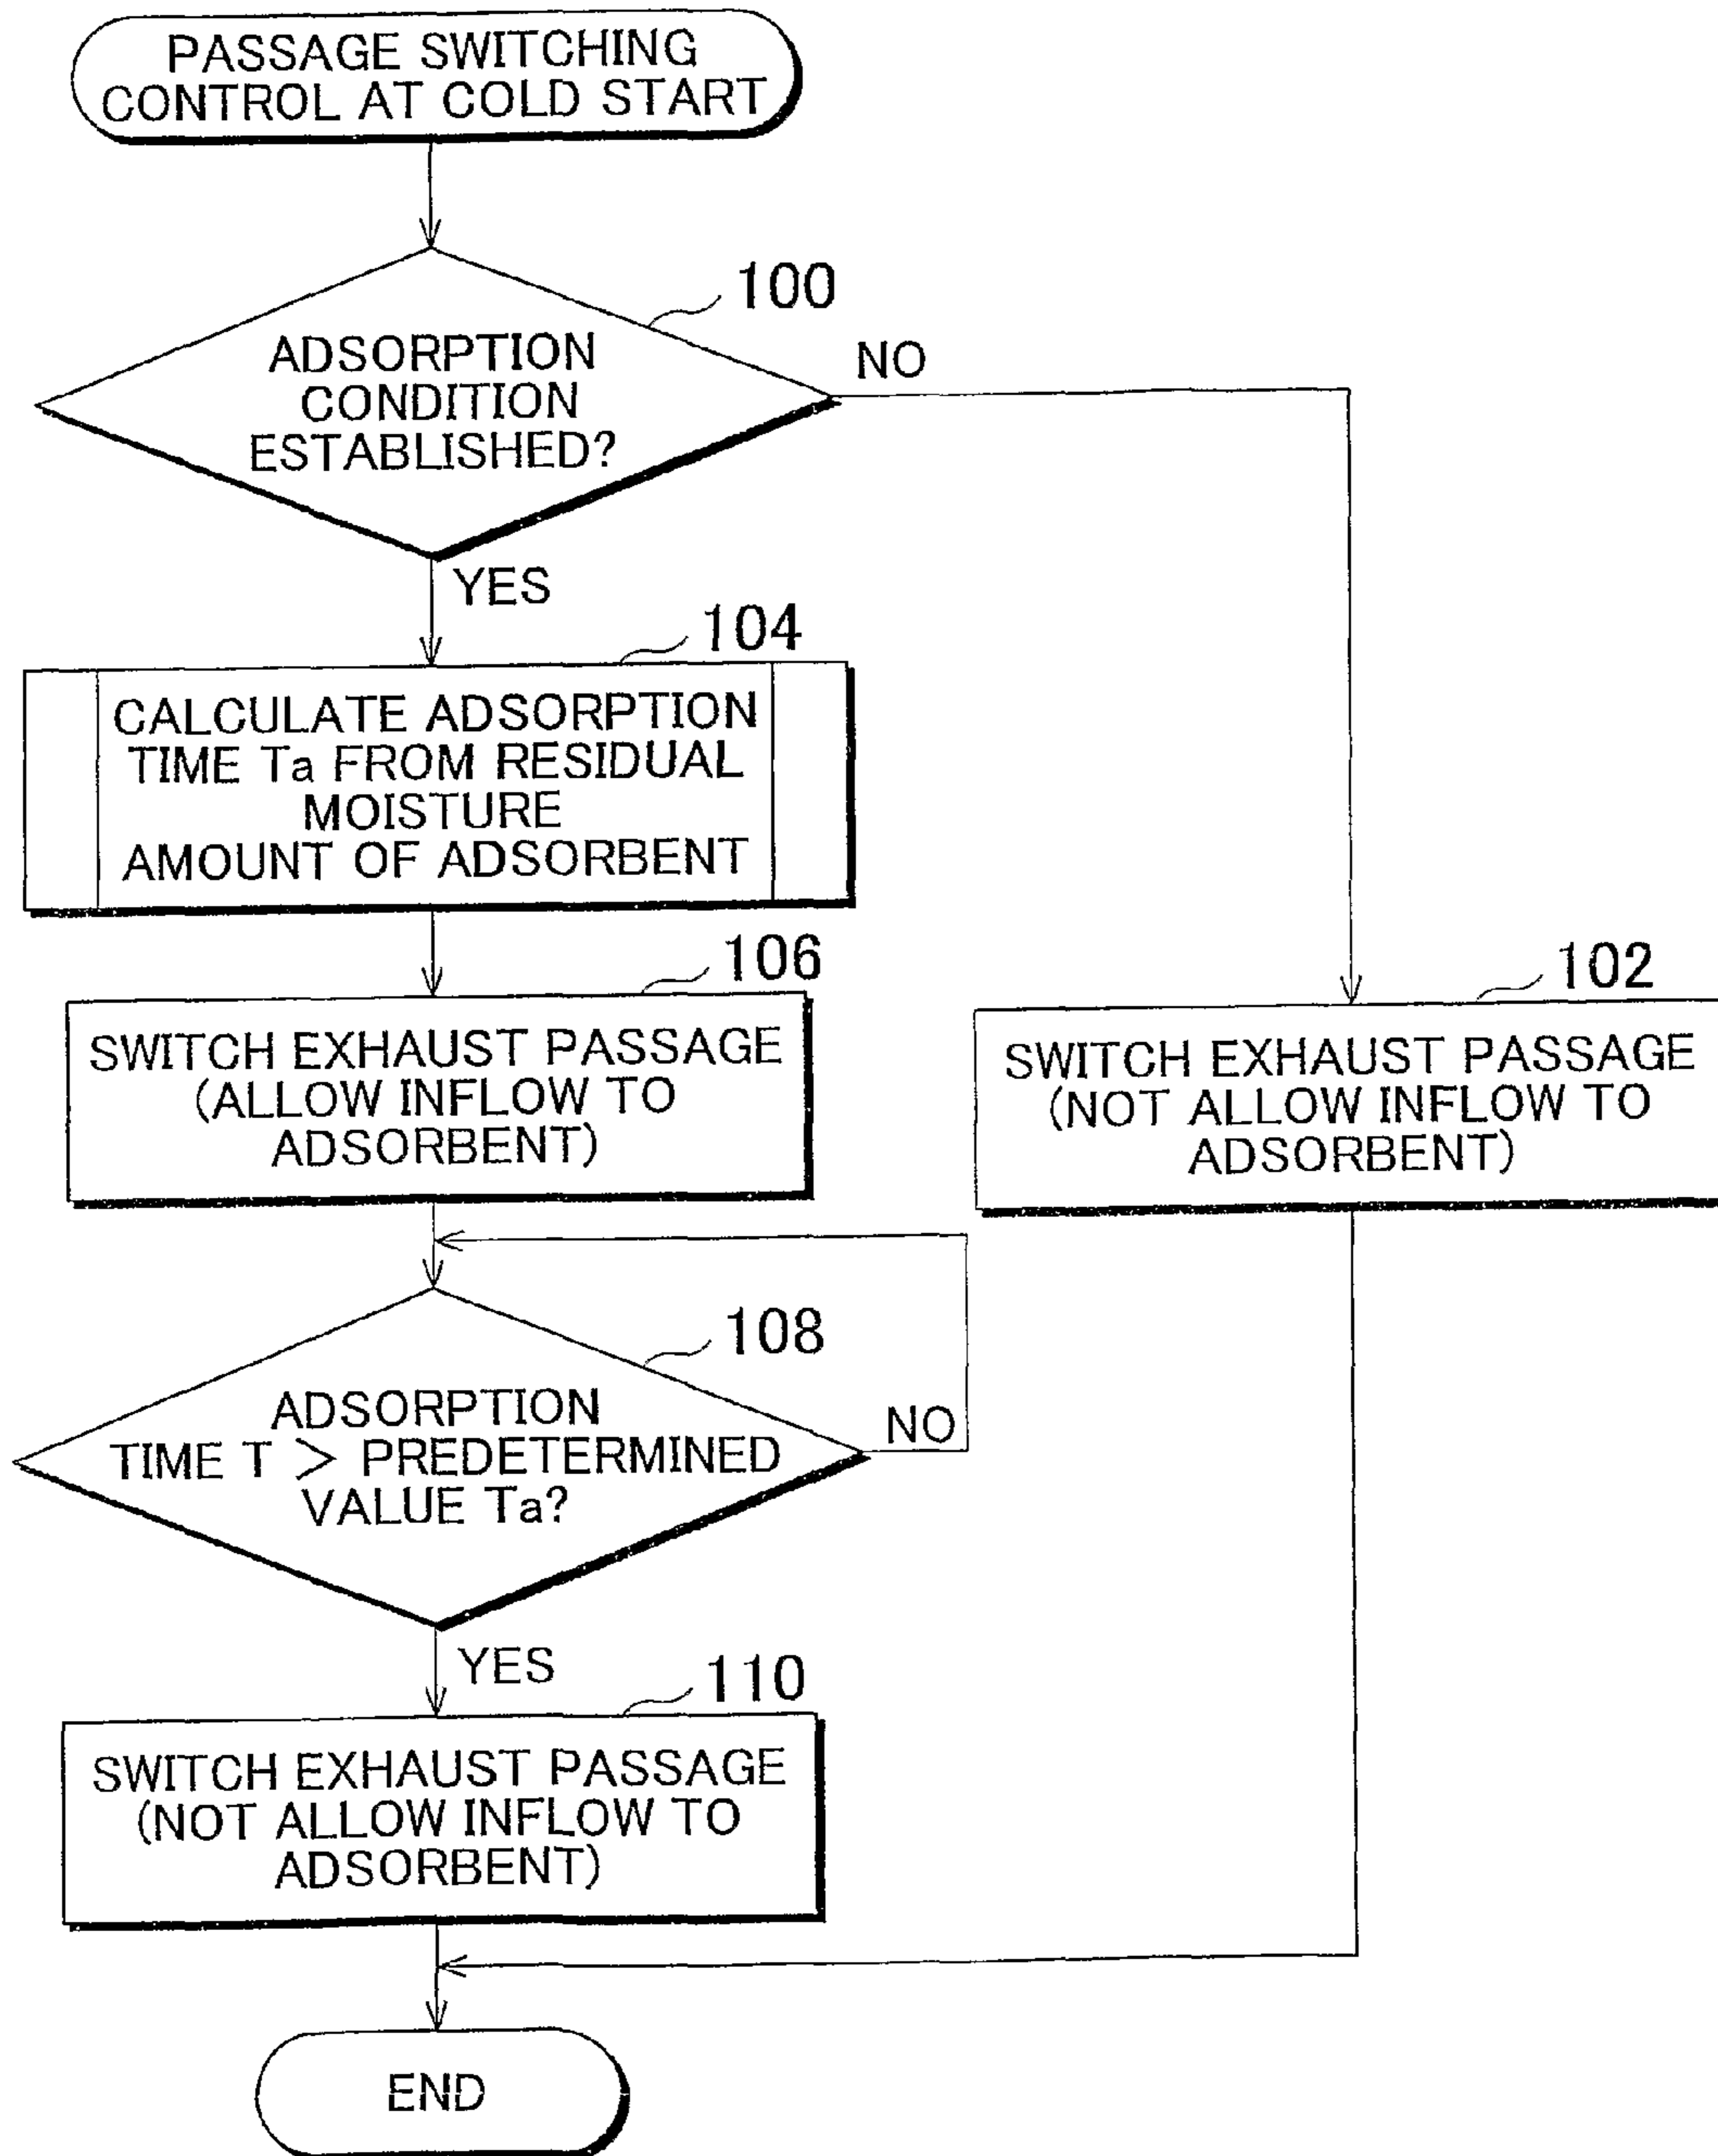 PASSAGE SWITCHING
CONTROL AT COLD START
100
ADSORPTION
CONDITION
ESTABLISHED?
NO
YES
104
CALCULATE ADSORPTION
TIME Ta FROM RESIDUAL
MOISTURE
AMOUNT OF ADSORBENT
106
SWITCH EXHAUST PASSAGE
(ALLOW INFLOW TO
ADSORBENT)
102
SWITCH EXHAUST PASSAGE
(NOT ALLOW INFLOW TO
ADSORBENT)
108
ADSORPTION
TIME T > PREDETERMINED
VALUE Ta?
NO
YES
110
SWITCH EXHAUST PASSAGE
(NOT ALLOW INFLOW TO
ADSORBENT)
END